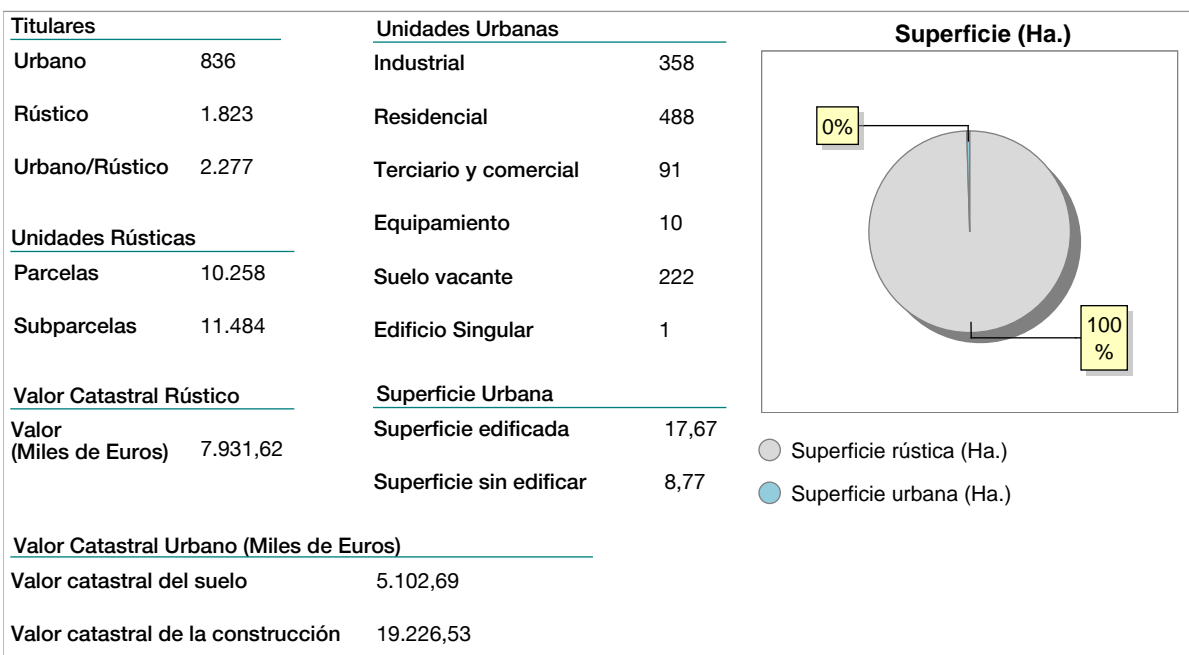 Titulares
Urbano 836
Rústico 1.823
Urbano/Rústico 2.277
Unidades Rústicas
Parcelas 10.258
Subparcelas 11.484
Valor Catastral Rústico
Valor
(Miles de Euros) 7.931,62
Unidades Urbanas
Industrial 358
Residencial 488
Terciario y comercial 91
Equipamiento 10
Suelo vacante 222
Edificio Singular 1
Superficie Urbana
Superficie edificada 17,67
Superficie sin edificar 8,77
Valor Catastral Urbano (Miles de Euros)
Valor catastral del suelo 5.102,69
Valor catastral de la construcción 19.226,53
Superficie (Ha.)
0%
100
%
Superficie rústica (Ha.)
Superficie urbana (Ha.)